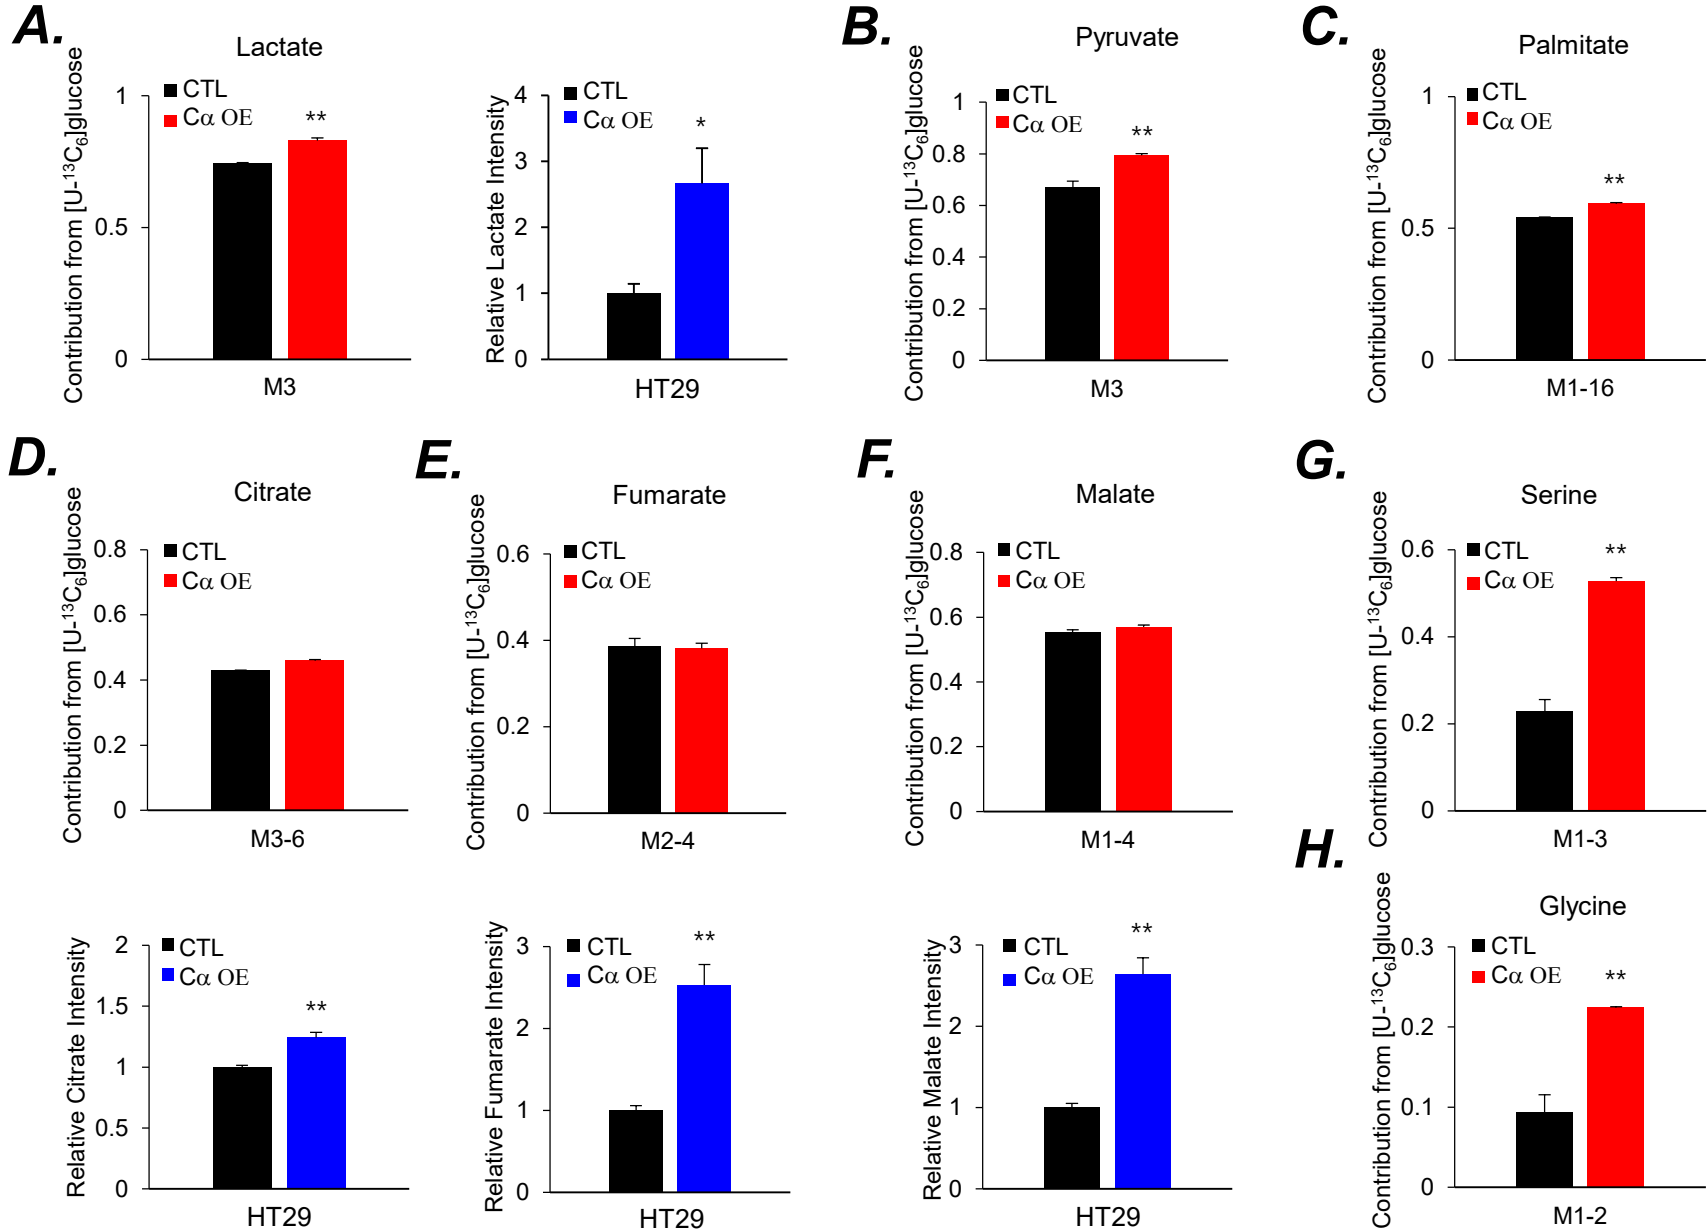 A.
Lactate
Contribution from [U-¹³C₆]glucose
1
0.5
0
CTL
Cα OE
**
M3
Relative Lactate Intensity
4
3
2
1
0
CTL
Cα OE
*
HT29
B.
Pyruvate
Contribution from [U-¹³C₆]glucose
1
0.8
0.6
0.4
0.2
0
CTL
Cα OE
**
M3
C.
Palmitate
Contribution from [U-¹³C₆]glucose
1
0.5
0
CTL
Cα OE
**
M1-16
D.
Citrate
Contribution from [U-¹³C₆]glucose
0.8
0.6
0.4
0.2
0
CTL
Cα OE
M3-6
Relative Citrate Intensity
2
1.5
1
0.5
0
CTL
Cα OE
**
HT29
E.
Fumarate
Contribution from [U-¹³C₆]glucose
0.6
0.4
0.2
0
CTL
Cα OE
M2-4
Relative Fumarate Intensity
3
2
1
0
CTL
Cα OE
**
HT29
F.
Malate
Contribution from [U-¹³C₆]glucose
0.8
0.6
0.4
0.2
0
CTL
Cα OE
M1-4
Relative Malate Intensity
3
2
1
0
CTL
Cα OE
**
HT29
G.
Serine
Contribution from [U-¹³C₆]glucose
0.6
0.4
0.2
0
CTL
Cα OE
**
M1-3
H.
Glycine
Contribution from [U-¹³C₆]glucose
0.3
0.2
0.1
0
CTL
Cα OE
**
M1-2